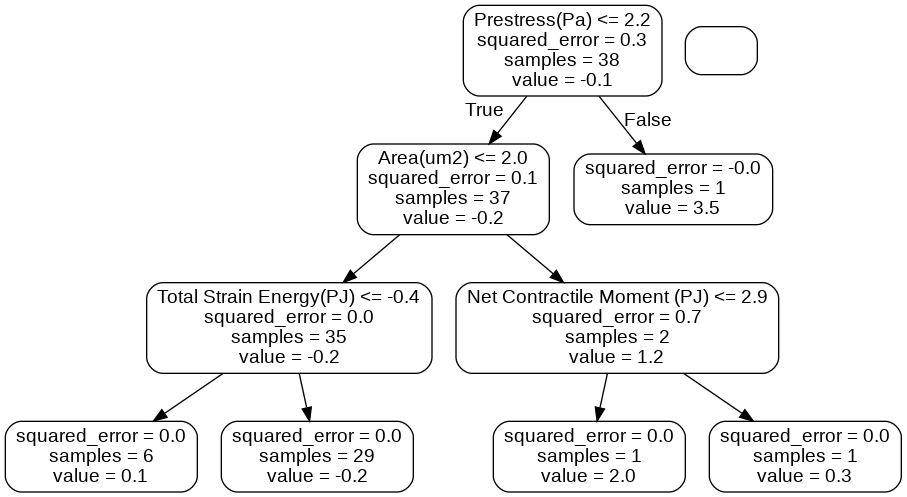 Prestress(Pa) <= 2.2
squared_error = 0.3
samples = 38
value = -0.1
True
False
Area(um2) <= 2.0
squared_error = 0.1
samples = 37
value = -0.2
squared_error = -0.0
samples = 1
value = 3.5
Total Strain Energy(PJ) <= -0.4
squared_error = 0.0
samples = 35
value = -0.2
Net Contractile Moment (PJ) <= 2.9
squared_error = 0.7
samples = 2
value = 1.2
squared_error = 0.0
samples = 6
value = 0.1
squared_error = 0.0
samples = 29
value = -0.2
squared_error = 0.0
samples = 1
value = 2.0
squared_error = 0.0
samples = 1
value = 0.3